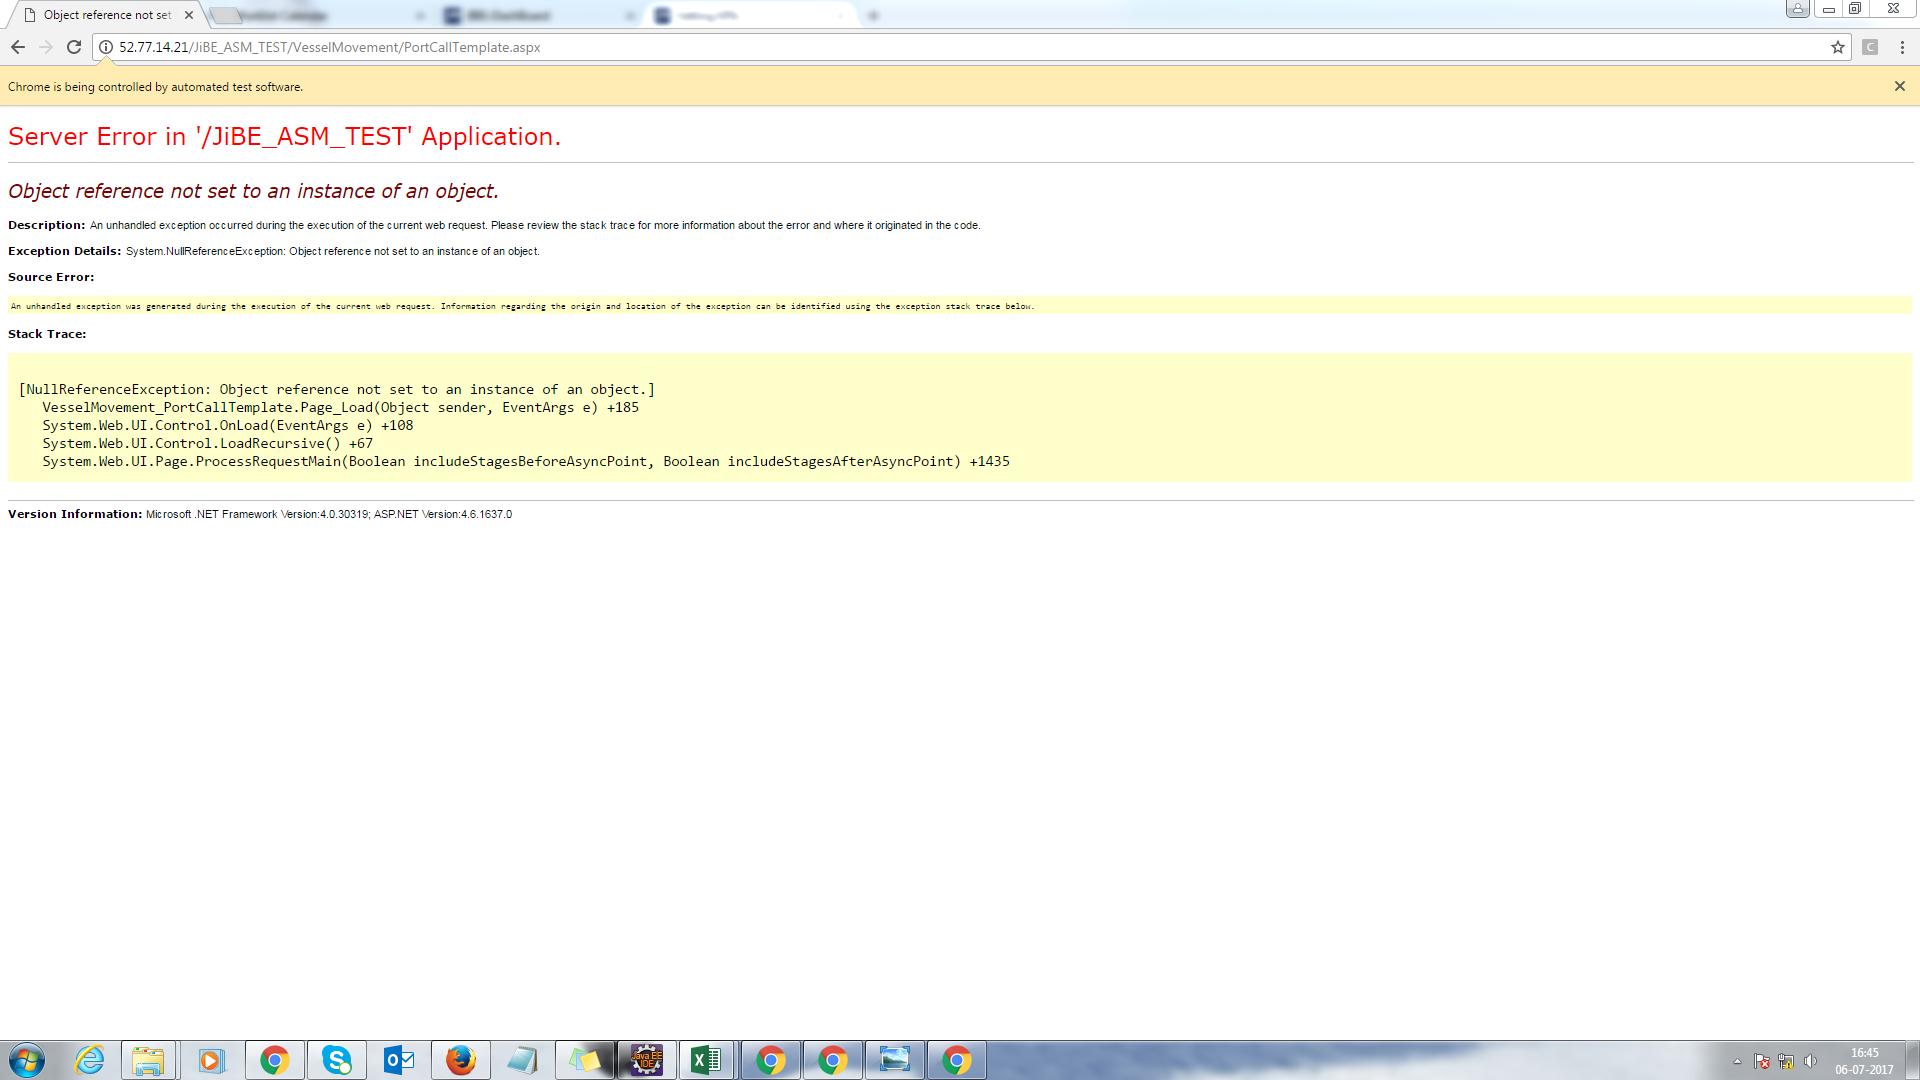 Object reference not set
52.77.14.21/JiBE_ASM_TEST/VesselMovement/PortCallTemplate.aspx
Chrome is being controlled by automated test software.
Server Error in '/JiBE_ASM_TEST' Application.
Object reference not set to an instance of an object.
Description: An unhandled exception occurred during the execution of the current web request. Please review the stack trace for more information about the error and where it originated in the code.
Exception Details: System.NullReferenceException: Object reference not set to an instance of an object.
Source Error:
An unhandled exception was generated during the execution of the current web request. Information regarding the origin and location of the exception can be identified using the exception stack trace below.
Stack Trace:
[NullReferenceException: Object reference not set to an instance of an object.]
VesselMovement_PortCallTemplate.Page_Load(Object sender, EventArgs e) +185
System.Web.UI.Control.OnLoad(EventArgs e) +108
System.Web.UI.Control.LoadRecursive() +67
System.Web.UI.Page.ProcessRequestMain(Boolean includeStagesBeforeAsyncPoint, Boolean includeStagesAfterAsyncPoint) +1435
Version Information: Microsoft .NET Framework Version:4.0.30319; ASP.NET Version:4.6.1637.0
Java EE
IDE
16:45
06-07-2017